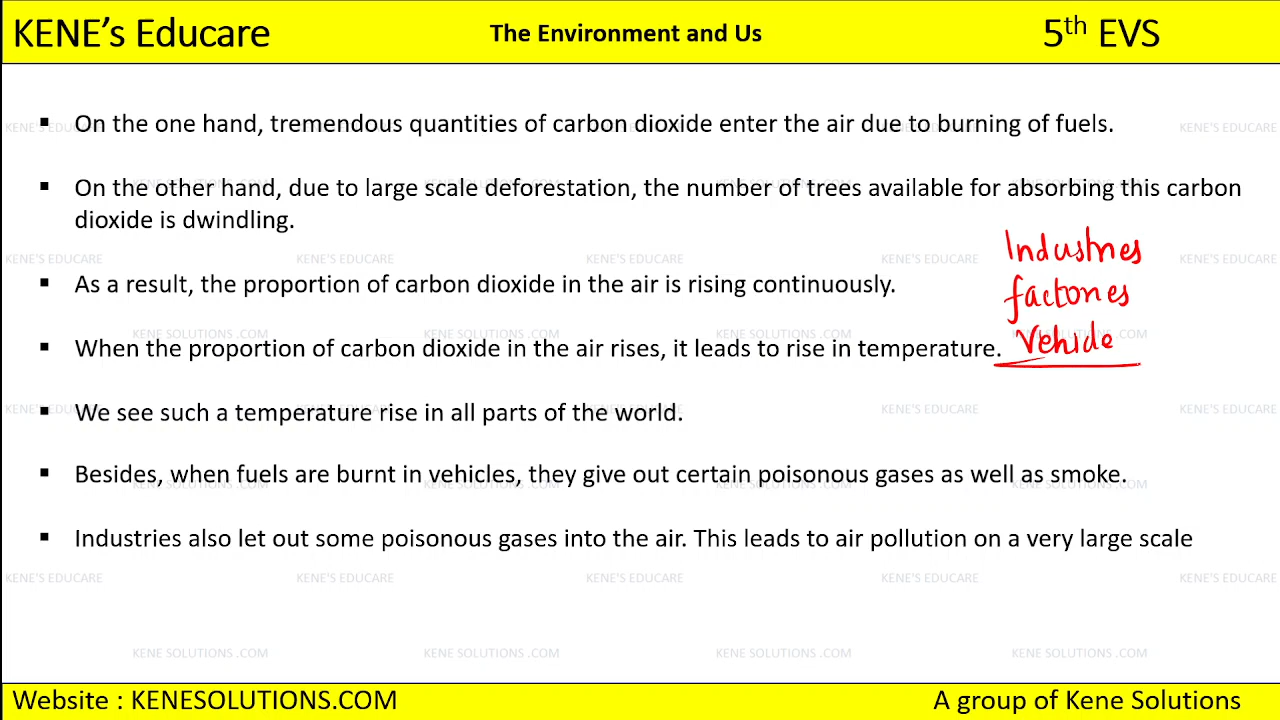 KENE’s Educare
The Environment and Us
5th EVS
▪ On the one hand, tremendous quantities of carbon dioxide enter the air due to burning of fuels.
▪ On the other hand, due to large scale deforestation, the number of trees available for absorbing this carbon
dioxide is dwindling.
Industries
▪ As a result, the proportion of carbon dioxide in the air is rising continuously.
factories
▪ When the proportion of carbon dioxide in the air rises, it leads to rise in temperature.
Vehicle
▪ We see such a temperature rise in all parts of the world.
▪ Besides, when fuels are burnt in vehicles, they give out certain poisonous gases as well as smoke.
▪ Industries also let out some poisonous gases into the air. This leads to air pollution on a very large scale
KENE'S EDUCARE
KENE SOLUTIONS .COM
Website : KENESOLUTIONS.COM
A group of Kene Solutions